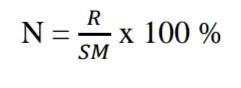 N = R/SM x 100 %